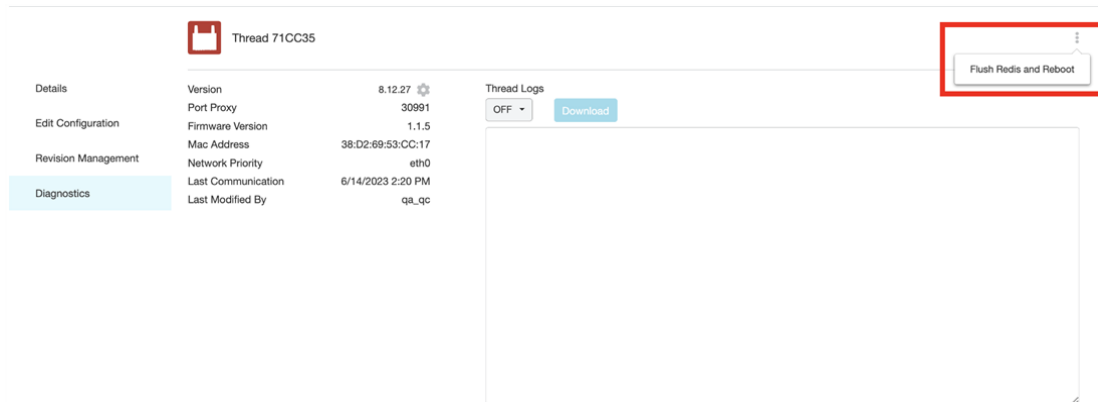 Thread 71CC35
Flush Redis and Reboot
Details
Edit Configuration
Revision Management
Diagnostics
Version 8.12.27
Port Proxy 30991
Firmware Version 1.1.5
Mac Address 38:D2:69:53:CC:17
Network Priority eth0
Last Communication 6/14/2023 2:20 PM
Last Modified By qa_qc
Thread Logs
OFF Download